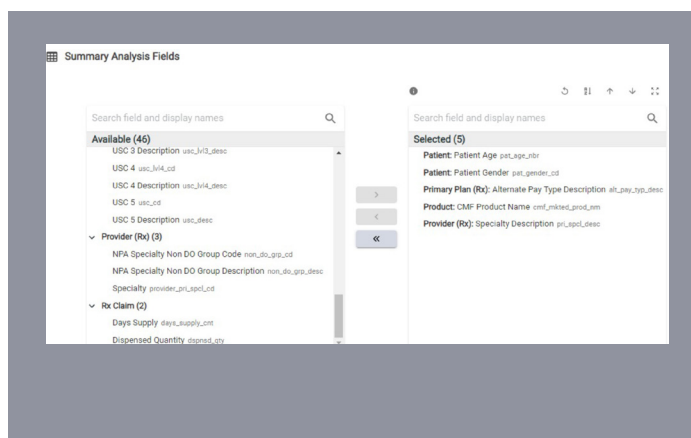 Summary Analysis Fields
Search field and display names
Available (46)
USC 3 Description usc_lvl3_desc
USC 4 usc_lvl4_cd
USC 4 Description usc_lvl4_desc
USC 5 usc_cd
USC 5 Description usc_desc
Provider (Rx) (3)
NPA Specialty Non DO Group Code non_do_grp_cd
NPA Specialty Non DO Group Description non_do_grp_desc
Specialty provider_pri_spcl_cd
Rx Claim (2)
Days Supply days_supply_cnt
Dispensed Quantity dspnsd_qty
Search field and display names
Selected (5)
Patient: Patient Age pat_age_nbr
Patient: Patient Gender pat_gender_cd
Primary Plan (Rx): Alternate Pay Type Description alt_pay_typ_desc
Product: CMF Product Name cmf_mkted_prod_nm
Provider (Rx): Specialty Description pri_spcl_desc